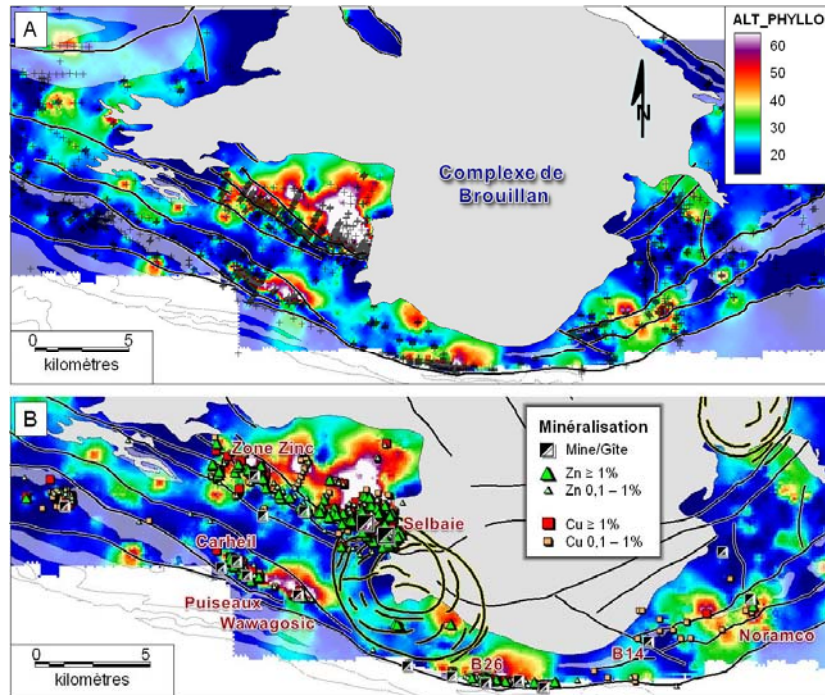 A
ALT_PHYLLO
60
50
40
30
20
N
Complexe de
Brouillan
0 5
kilomètres
B
Minéralisation
Mine/Gîte
Zn ≥ 1%
Zn 0,1 – 1%
Cu ≥ 1%
Cu 0,1 – 1%
Zone Zinc
Selbaie
Carheil
Puiseaux
Wawagosic
B26
B14
Noramco
0 5
kilomètres